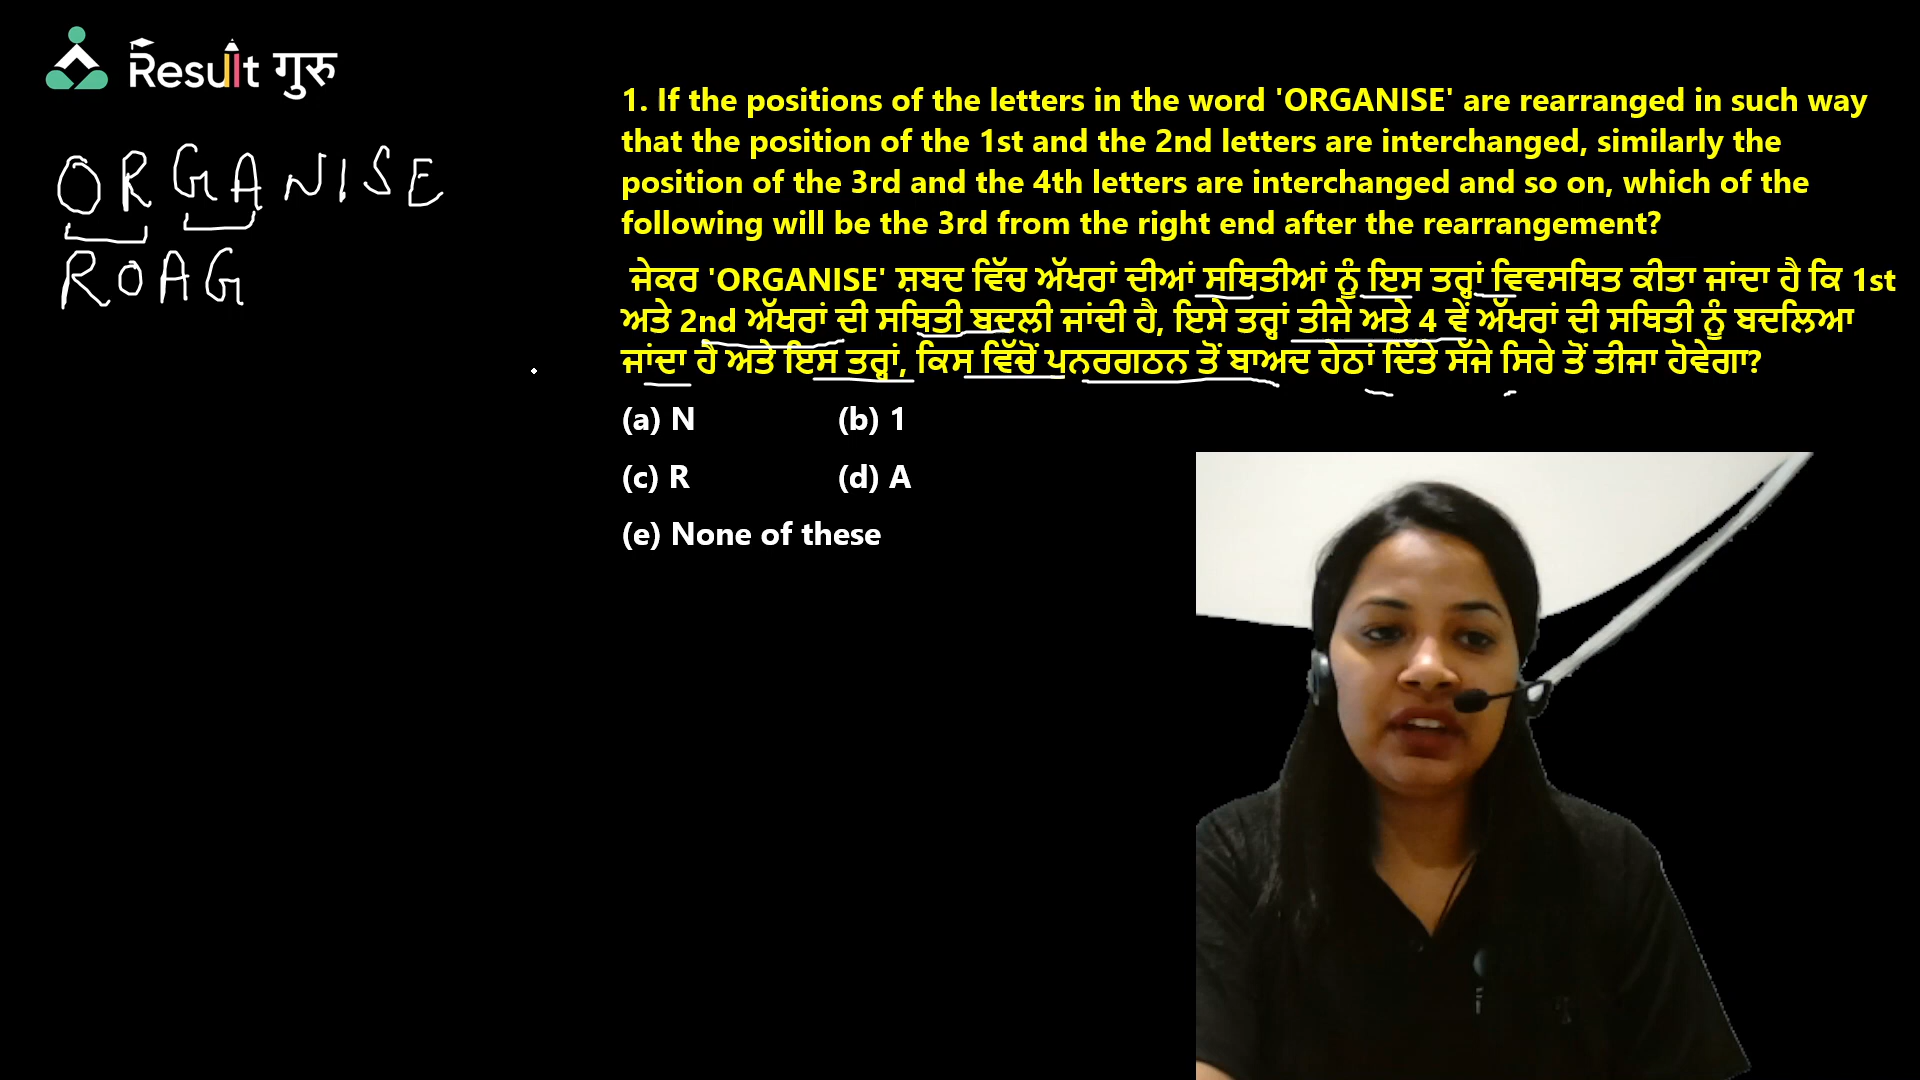 Result गुरु
1. If the positions of the letters in the word 'ORGANISE' are rearranged in such way
that the position of the 1st and the 2nd letters are interchanged, similarly the
position of the 3rd and the 4th letters are interchanged and so on, which of the
following will be the 3rd from the right end after the rearrangement?
ORGANISE
ROAG
ਜੇਕਰ 'ORGANISE' ਸ਼ਬਦ ਵਿੱਚ ਅੱਖਰਾਂ ਦੀਆਂ ਸਥਿਤੀਆਂ ਨੂੰ ਇਸ ਤਰ੍ਹਾਂ ਵਿਵਸਥਿਤ ਕੀਤਾ ਜਾਂਦਾ ਹੈ ਕਿ 1st
ਅਤੇ 2nd ਅੱਖਰਾਂ ਦੀ ਸਥਿਤੀ ਬਦਲੀ ਜਾਂਦੀ ਹੈ, ਇਸੇ ਤਰ੍ਹਾਂ ਤੀਜੇ ਅਤੇ 4 ਵੇਂ ਅੱਖਰਾਂ ਦੀ ਸਥਿਤੀ ਨੂੰ ਬਦਲਿਆ
ਜਾਂਦਾ ਹੈ ਅਤੇ ਇਸ ਤਰ੍ਹਾਂ, ਕਿਸ ਵਿੱਚੋਂ ਪਨਰਗਠਨ ਤੋਂ ਬਾਅਦ ਹੇਠਾਂ ਦਿੱਤੇ ਸੱਜੇ ਸਿਰੇ ਤੋਂ ਤੀਜਾ ਹੋਵੇਗਾ?
(a) N (b) 1
(c) R (d) A
(e) None of these